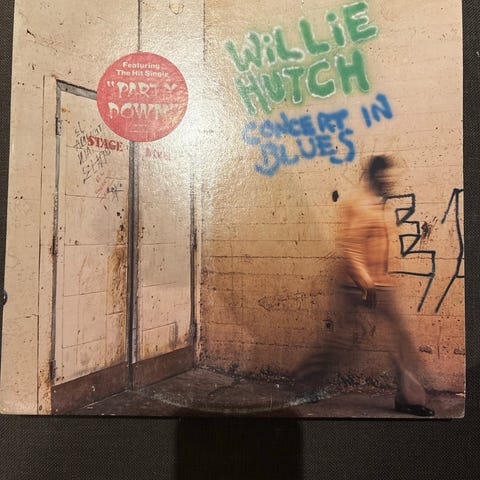 WiLLiE
HUTCH
CONCERT IN
BLUES
Featuring
The Hit Single
"PARTY
DOWN"
STAGE